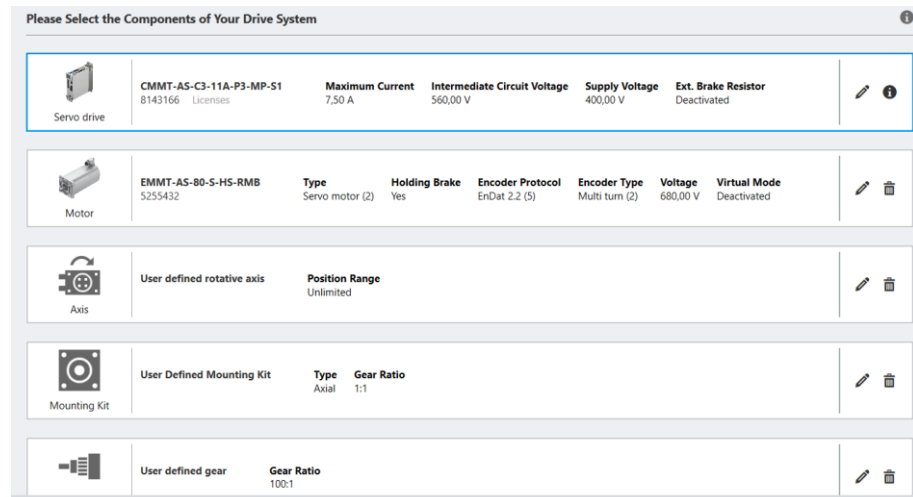 Please Select the Components of Your Drive System
CMMT-AS-C3-11A-P3-MP-S1 Maximum Current Intermediate Circuit Voltage Supply Voltage Ext. Brake Resistor
8143166 Licenses 7,50 A 560,00 V 400,00 V Deactivated
Servo drive
EMMT-AS-80-S-HS-RMB Type Holding Brake Encoder Protocol Encoder Type Voltage Virtual Mode
5255432 Servo motor (2) Yes EnDat 2.2 (5) Multi turn (2) 680,00 V Deactivated
Motor
User defined rotative axis Position Range
Unlimited
Axis
User Defined Mounting Kit Type Gear Ratio
Axial 1:1
Mounting Kit
User defined gear Gear Ratio
100:1